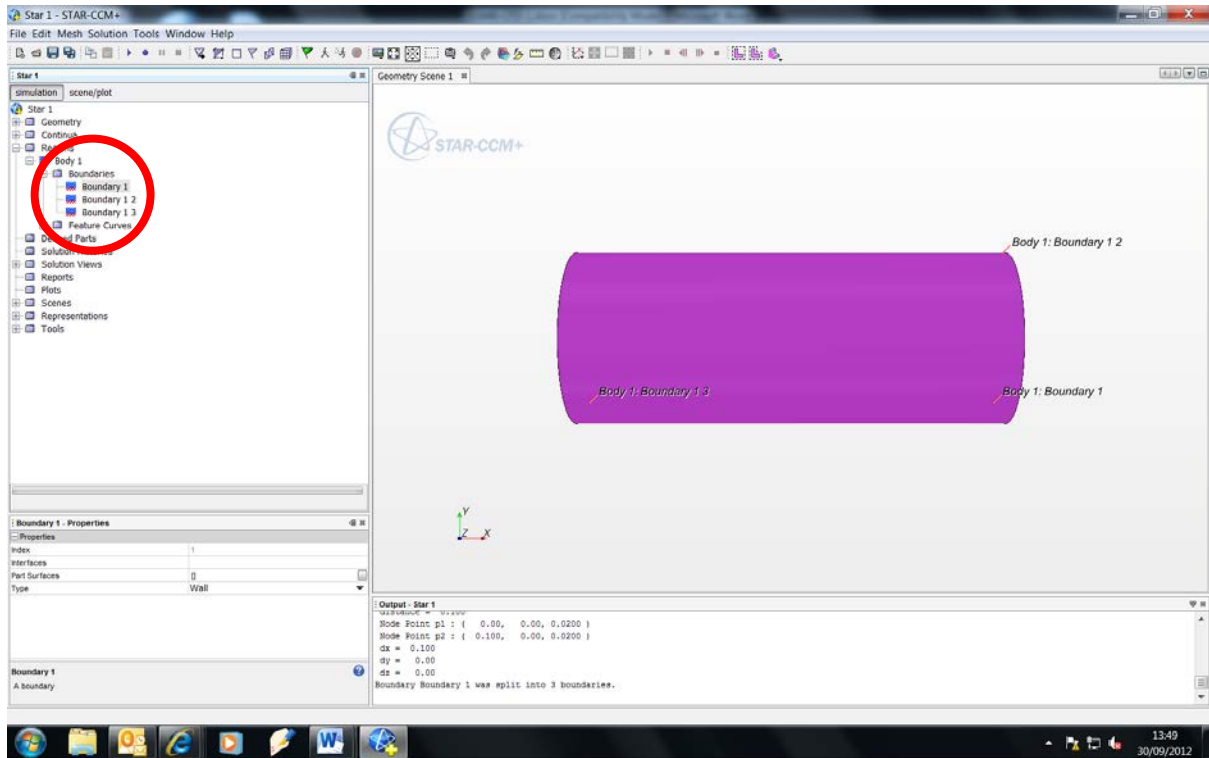 Star 1 - STAR-CCM+
File Edit Mesh Solution Tools Window Help
Star 1
simulation scene/plot
Star 1
Geometry
Continua
Body 1
Boundaries
Boundary 1
Boundary 1 2
Boundary 1 3
Feature Curves
Parts
Solution
Solution Views
Reports
Plots
Scenes
Representations
Tools
Boundary 1 - Properties
Properties
Index 1
Interfaces
Part Surfaces []
Type Wall
Boundary 1
A boundary
Geometry Scene 1
STAR-CCM+
Body 1: Boundary 1 2
Body 1: Boundary 1 3
Body 1: Boundary 1
Y
Z X
Output - Star 1
distance = 0.100
Node Point p1 : ( 0.00, 0.00, 0.0200 )
Node Point p2 : ( 0.100, 0.00, 0.0200 )
dx = 0.100
dy = 0.00
dz = 0.00
Boundary Boundary 1 was split into 3 boundaries.
13:49
30/09/2012